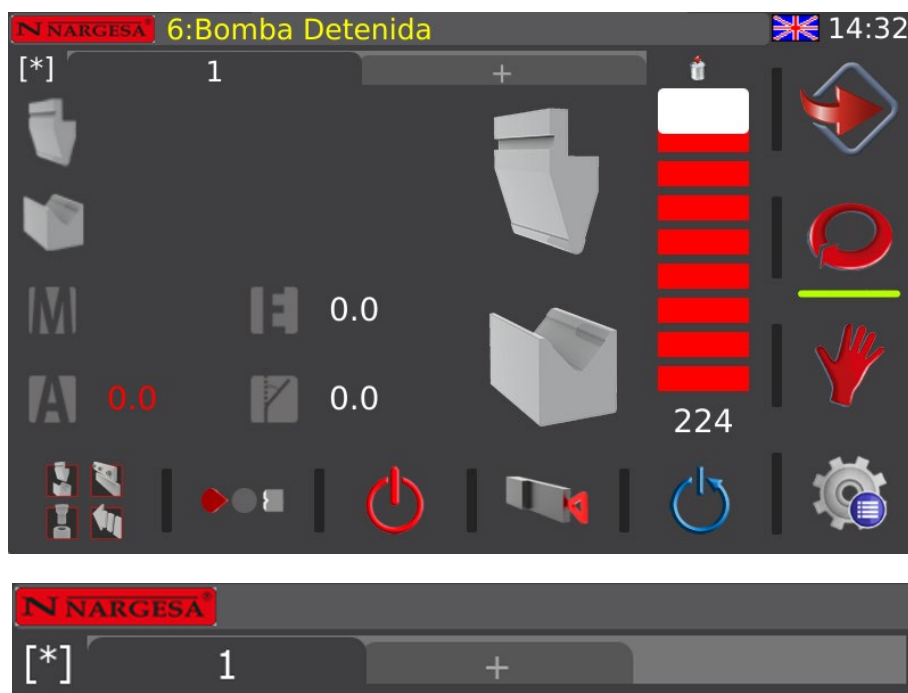 N NARGESA® 6:Bomba Detenida 14:32
[*] 1 +
M E 0.0
A 0.0 0.0
224
N NARGESA®
[*] 1 +